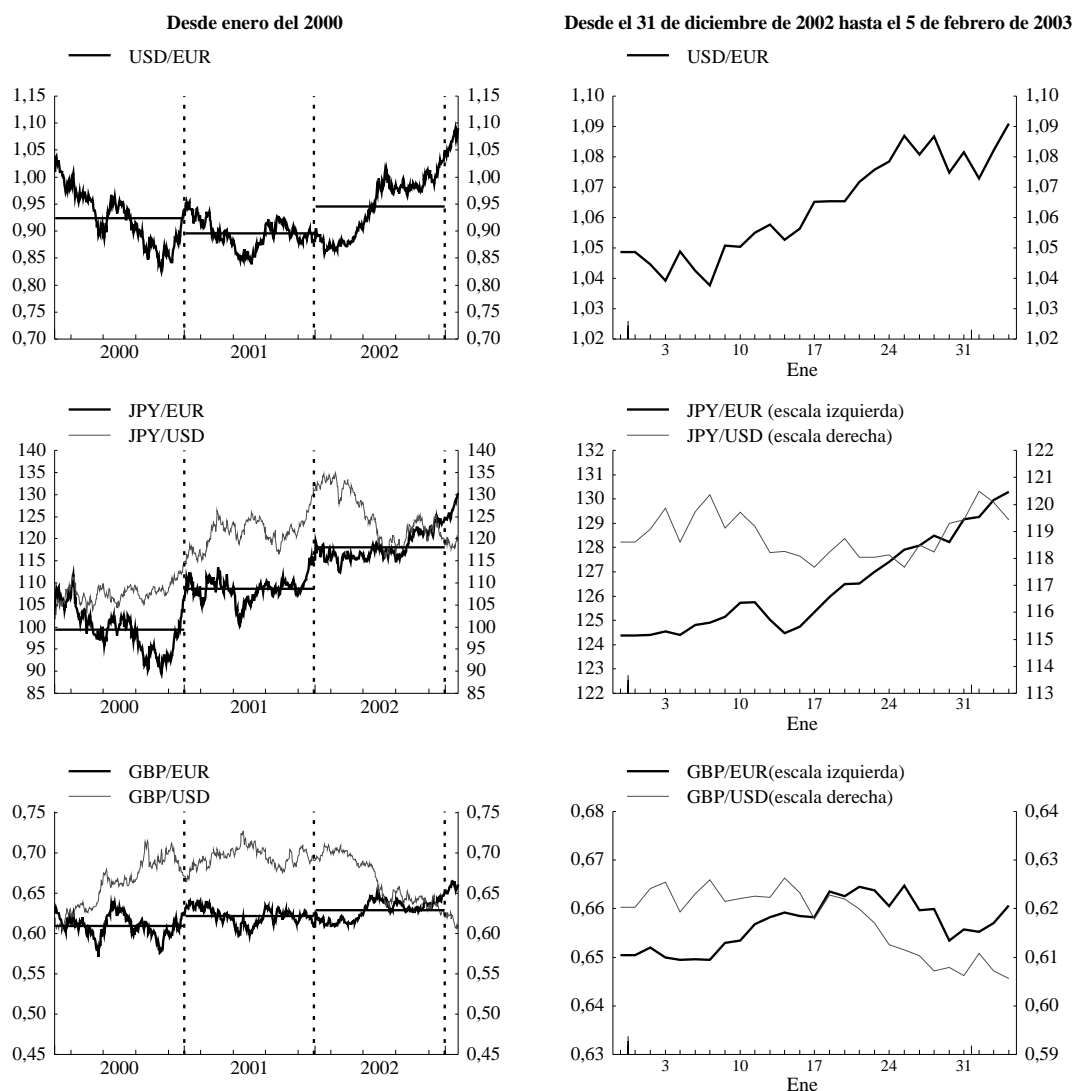 Desde enero del 2000
USD/EUR
1,15 1,15
1,10 1,10
1,05 1,05
1,00 1,00
0,95 0,95
0,90 0,90
0,85 0,85
0,80 0,80
0,75 0,75
0,70 0,70
2000 2001 2002
Desde el 31 de diciembre de 2002 hasta el 5 de febrero de 2003
USD/EUR
1,10 1,10
1,09 1,09
1,08 1,08
1,07 1,07
1,06 1,06
1,05 1,05
1,04 1,04
1,03 1,03
1,02 1,02
3 10 17 24 31
Ene
JPY/EUR
JPY/USD
140 140
135 135
130 130
125 125
120 120
115 115
110 110
105 105
100 100
95 95
90 90
85 85
2000 2001 2002
JPY/EUR (escala izquierda)
JPY/USD (escala derecha)
132 122
131 121
130 120
129 119
128 118
127 117
126 116
125 115
124 115
123 114
122 113
3 10 17 24 31
Ene
GBP/EUR
GBP/USD
0,75 0,75
0,70 0,70
0,65 0,65
0,60 0,60
0,55 0,55
0,50 0,50
0,45 0,45
2000 2001 2002
GBP/EUR(escala izquierda)
GBP/USD(escala derecha)
0,68 0,64
0,67 0,63
0,66 0,62
0,65 0,61
0,64 0,60
0,63 0,59
3 10 17 24 31
Ene